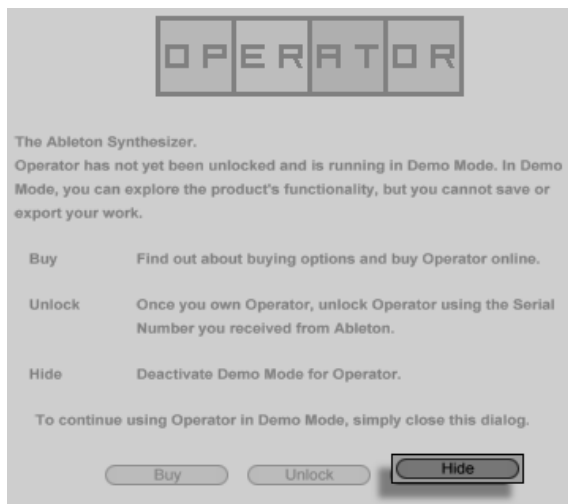 OPERATOR
The Ableton Synthesizer.
Operator has not yet been unlocked and is running in Demo Mode. In Demo
Mode, you can explore the product's functionality, but you cannot save or
export your work.
Buy Find out about buying options and buy Operator online.
Unlock Once you own Operator, unlock Operator using the Serial
Number you received from Ableton.
Hide Deactivate Demo Mode for Operator.
To continue using Operator in Demo Mode, simply close this dialog.
Buy Unlock Hide